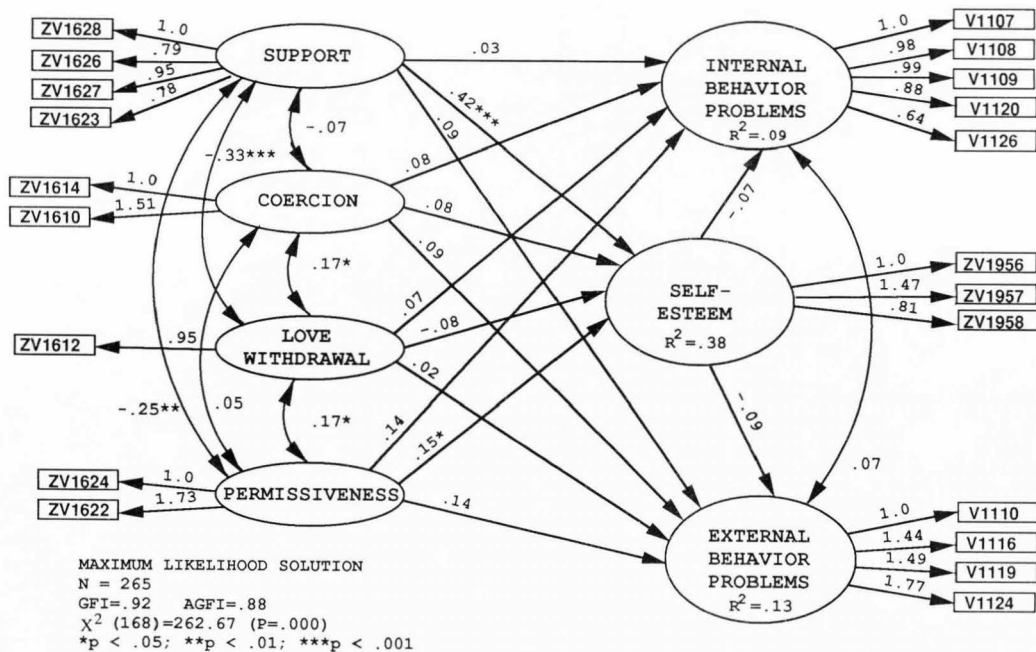 ZV1628
ZV1626
ZV1627
ZV1623
1.0
.79
.95
.78
SUPPORT
.03
.42***
.09
-.07
-.33***
ZV1614
ZV1610
1.0
1.51
COERCION
.08
.08
.09
.17*
ZV1612
.95
LOVE
WITHDRAWAL
.07
-.08
.02
-.25**
.05
.17*
ZV1624
ZV1622
1.0
1.73
PERMISSIVENESS
.14
.15*
.14
INTERNAL
BEHAVIOR
PROBLEMS
R²=.09
1.0
.98
.99
.88
.64
V1107
V1108
V1109
V1120
V1126
-.07
SELF-
ESTEEM
R²=.38
1.0
1.47
.81
ZV1956
ZV1957
ZV1958
-.09
.07
EXTERNAL
BEHAVIOR
PROBLEMS
R²=.13
1.0
1.44
1.49
1.77
V1110
V1116
V1119
V1124
MAXIMUM LIKELIHOOD SOLUTION
N = 265
GFI=.92 AGFI=.88
X² (168)=262.67 (P=.000)
*p < .05; **p < .01; ***p < .001